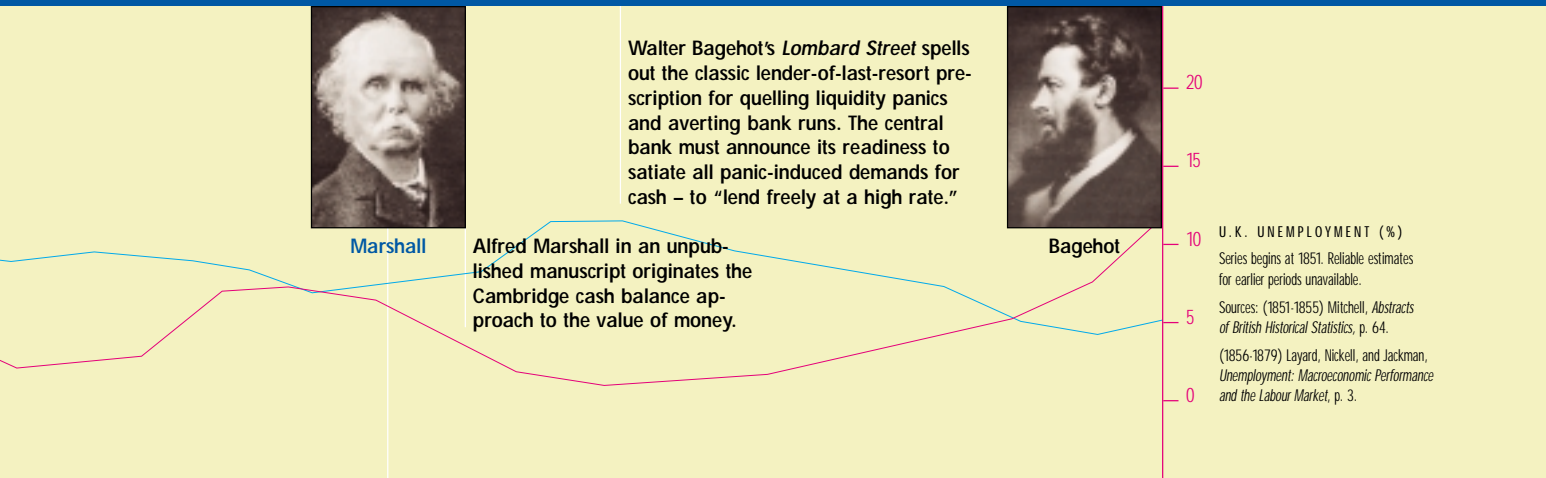 Walter Bagehot's Lombard Street spells
out the classic lender-of-last-resort pre-
scription for quelling liquidity panics
and averting bank runs. The central
bank must announce its readiness to
satiate all panic-induced demands for
cash – to “lend freely at a high rate.”
Marshall
Alfred Marshall in an unpub-
lished manuscript originates the
Cambridge cash balance ap-
proach to the value of money.
Bagehot
20
15
10
5
0
U.K. UNEMPLOYMENT (%)
Series begins at 1851. Reliable estimates
for earlier periods unavailable.
Sources: (1851-1855) Mitchell, Abstracts
of British Historical Statistics, p. 64.
(1856-1879) Layard, Nickell, and Jackman,
Unemployment: Macroeconomic Performance
and the Labour Market, p. 3.